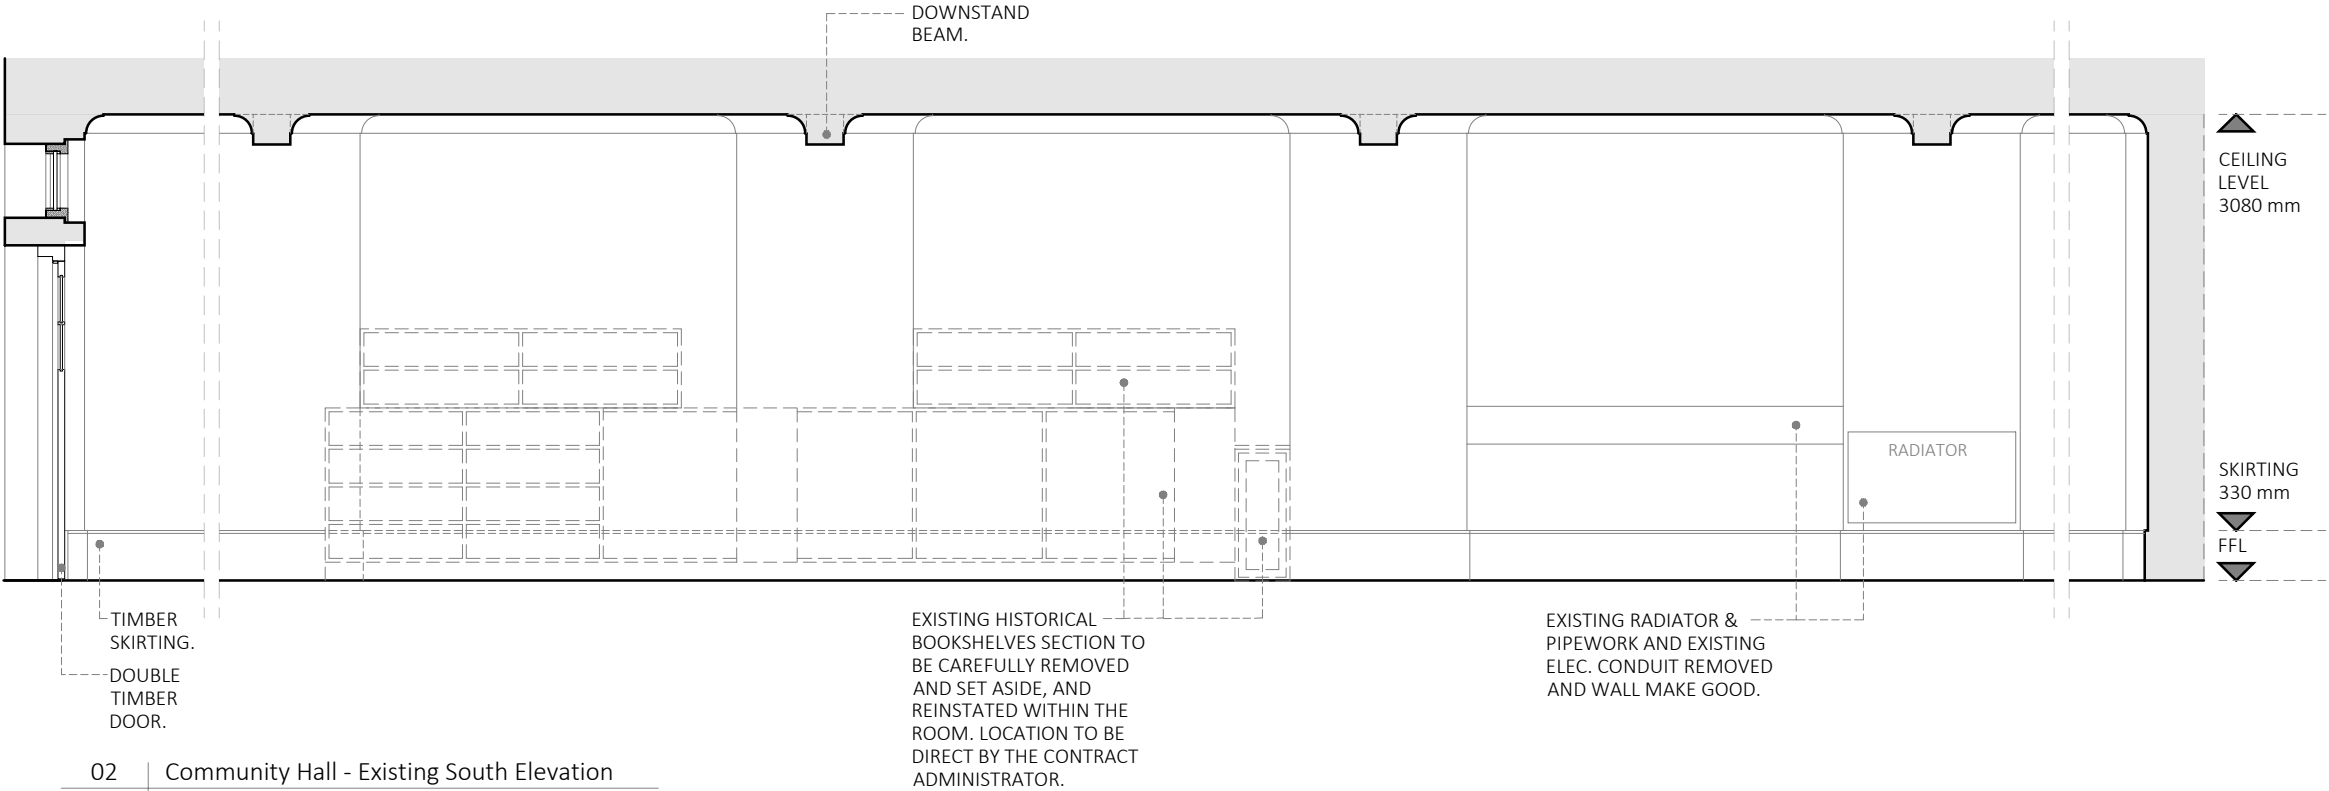 DOWNSTAND
BEAM.
CEILING
LEVEL
3080 mm
RADIATOR
SKIRTING
330 mm
FFL
TIMBER
SKIRTING.
DOUBLE
TIMBER
DOOR.
EXISTING HISTORICAL
BOOKSHELVES SECTION TO
BE CAREFULLY REMOVED
AND SET ASIDE, AND
REINSTATED WITHIN THE
ROOM. LOCATION TO BE
DIRECT BY THE CONTRACT
ADMINISTRATOR.
EXISTING RADIATOR &
PIPEWORK AND EXISTING
ELEC. CONDUIT REMOVED
AND WALL MAKE GOOD.
02 Community Hall - Existing South Elevation